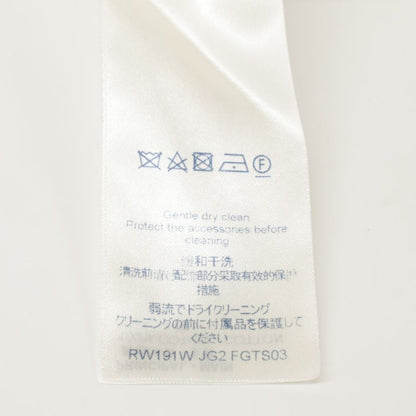 F
Gentle dry clean
Protect the accessories before
cleaning
缓和干洗
清洗前请对配件部分采取有效的保护
措施
弱流でドライクリーニング
クリーニングの前に付属品を保護して
ください
RW191W JG2 FGTS03